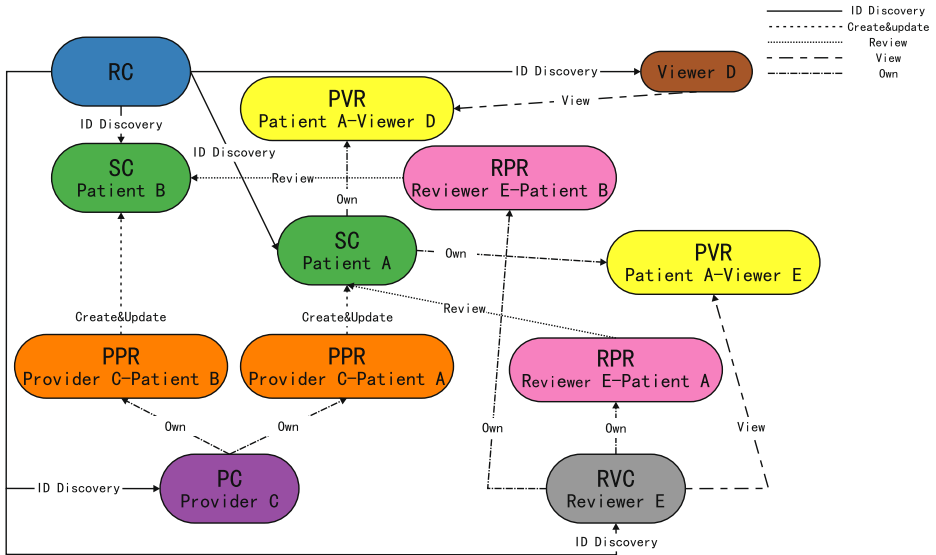 ID Discovery
Create&update
Review
View
Own
RC
ID Discovery
Viewer D
PVR
Patient A-Viewer D
View
ID Discovery
ID Discovery
SC
Patient B
Review
RPR
Reviewer E-Patient B
Own
SC
Patient A
Own
PVR
Patient A-Viewer E
Review
Create&Update
Create&Update
PPR
Provider C-Patient B
PPR
Provider C-Patient A
RPR
Reviewer E-Patient A
Own
Own
Own
Own
View
PC
Provider C
ID Discovery
RVC
Reviewer E
ID Discovery